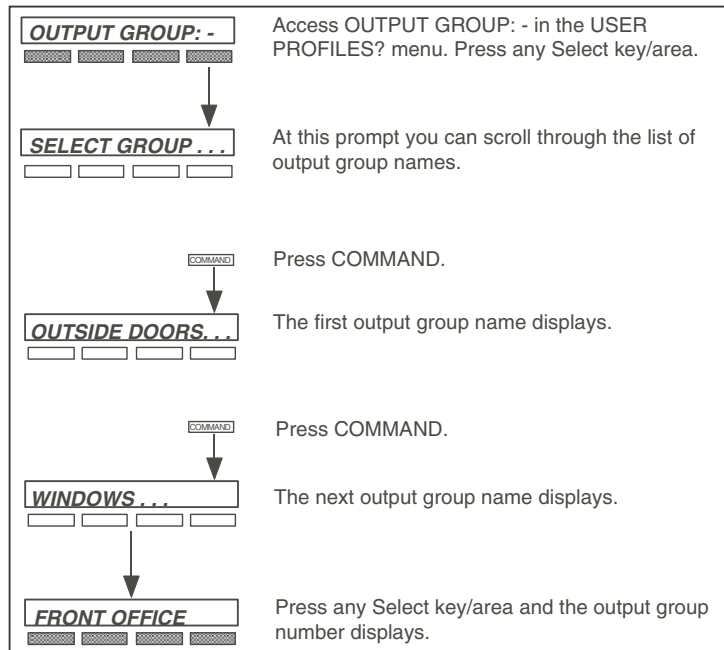 OUTPUT GROUP: -
Access OUTPUT GROUP: - in the USER
PROFILES? menu. Press any Select key/area.
SELECT GROUP . . .
At this prompt you can scroll through the list of
output group names.
COMMAND
Press COMMAND.
OUTSIDE DOORS. . .
The first output group name displays.
COMMAND
Press COMMAND.
WINDOWS . . .
The next output group name displays.
FRONT OFFICE
Press any Select key/area and the output group
number displays.